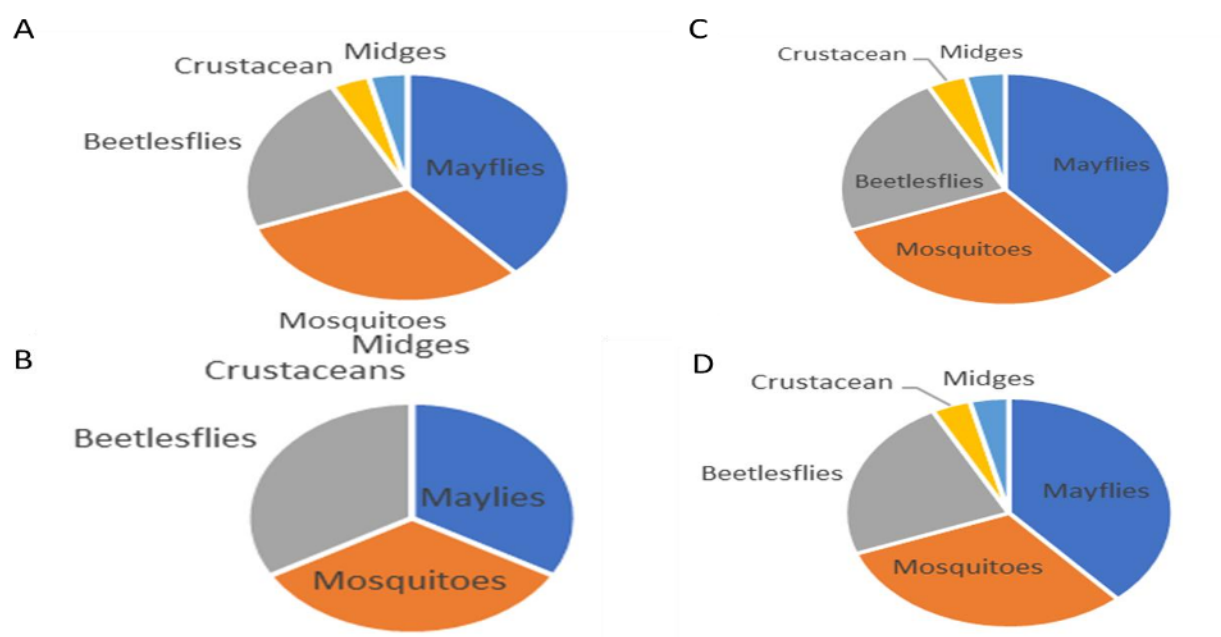 A
Midges
Crustacean
Beetlesflies
Mayflies
Mosquitoes
B
Midges
Crustaceans
Beetlesflies
Maylies
Mosquitoes
C
Crustacean
Midges
Mayflies
Beetlesflies
Mosquitoes
D
Crustacean
Midges
Beetlesflies
Mayflies
Mosquitoes